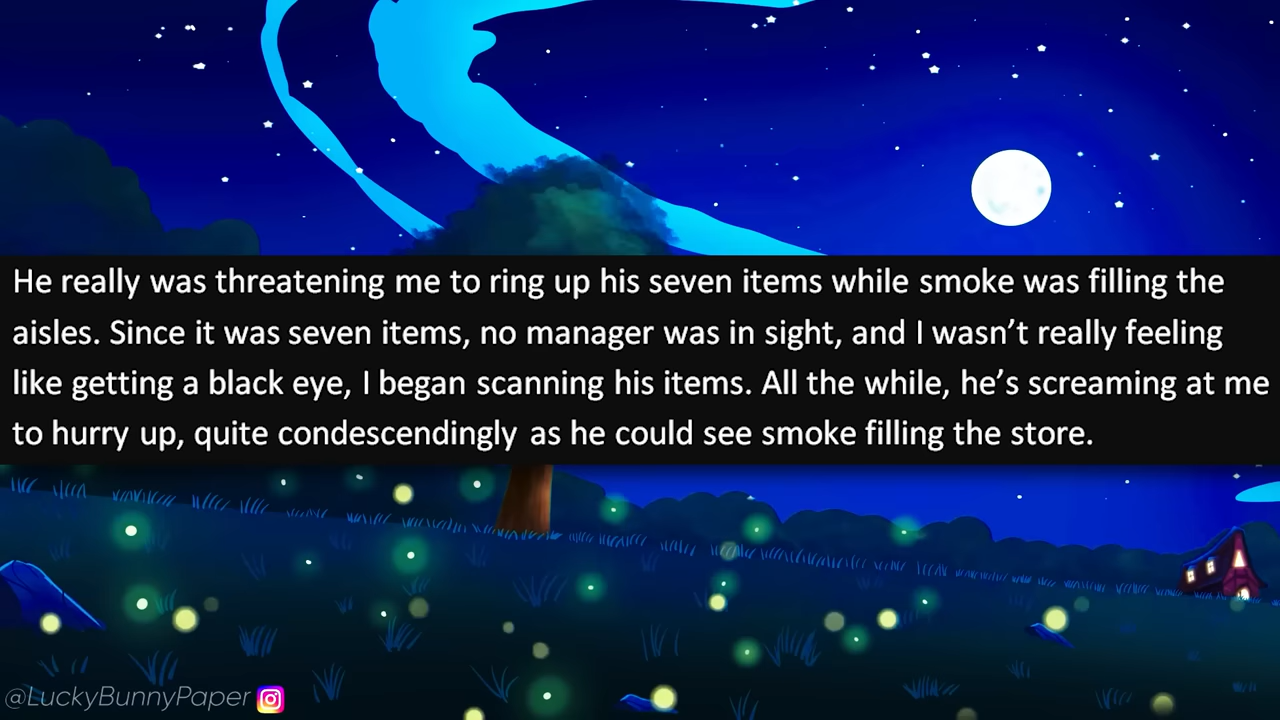 He really was threatening me to ring up his seven items while smoke was filling the
aisles. Since it was seven items, no manager was in sight, and I wasn’t really feeling
like getting a black eye, I began scanning his items. All the while, he’s screaming at me
to hurry up, quite condescendingly as he could see smoke filling the store.
@LuckyBunnyPaper